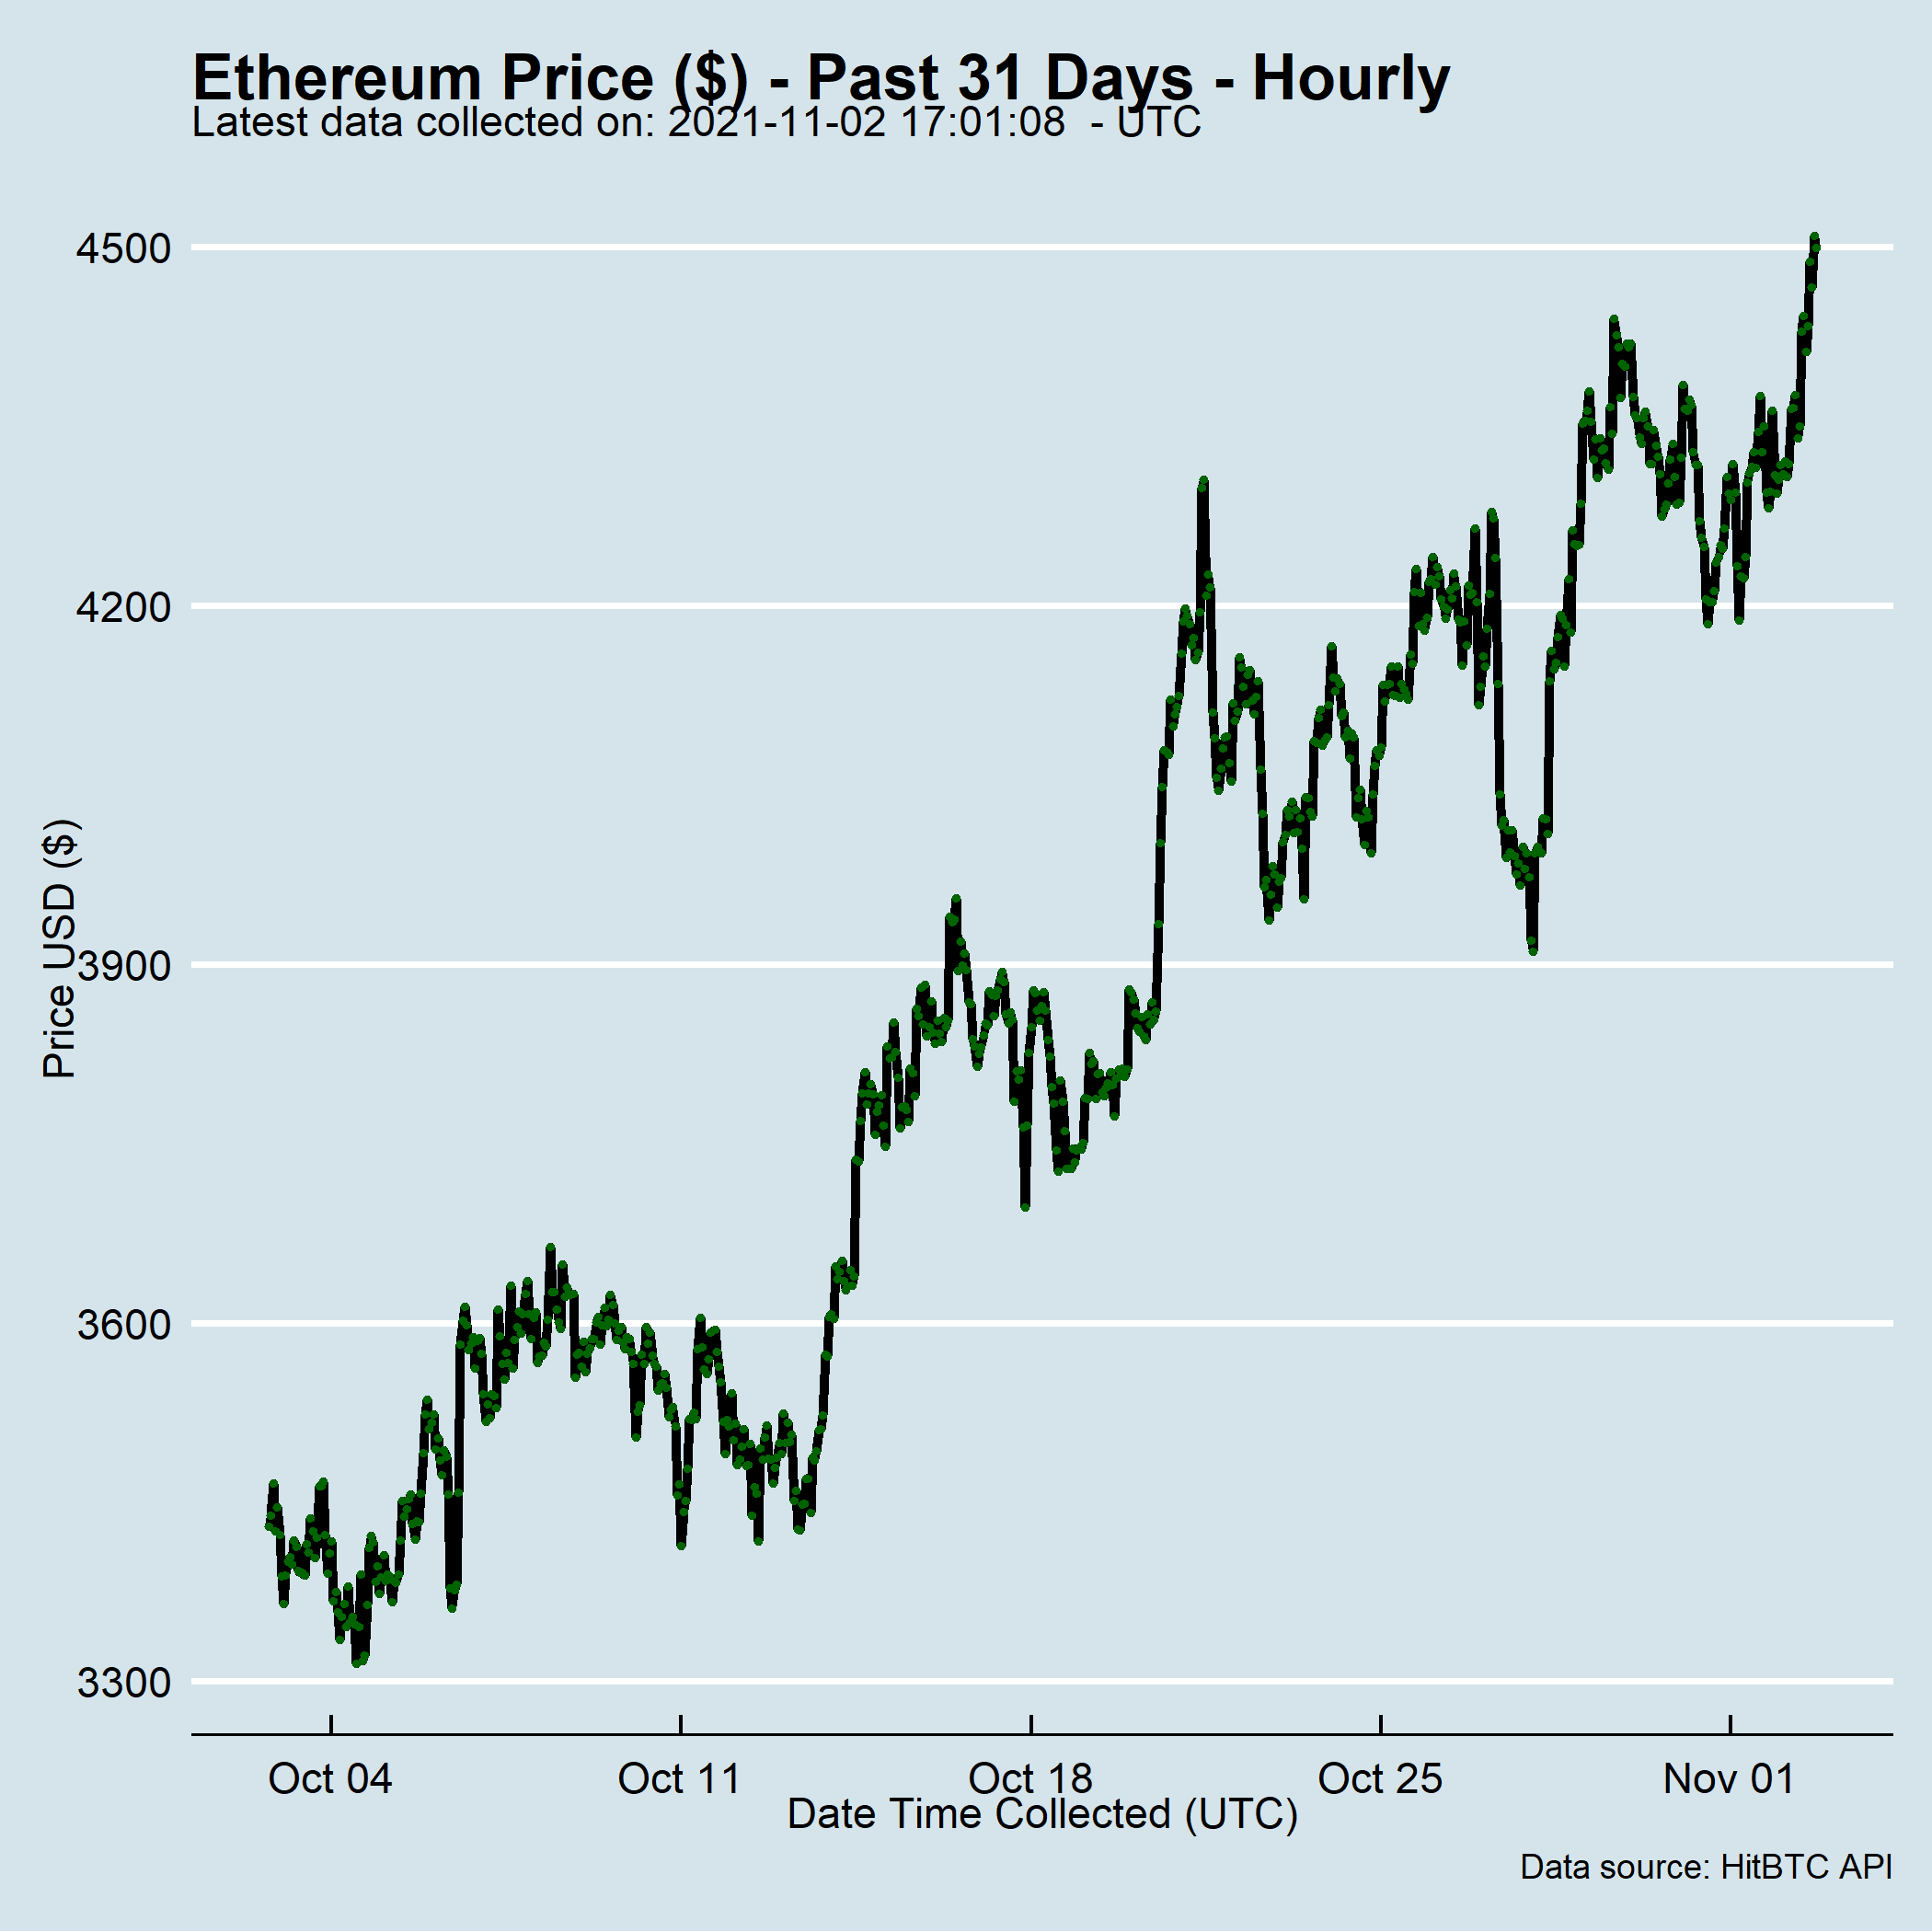 Ethereum Price ($) - Past 31 Days - Hourly
Latest data collected on: 2021-11-02 17:01:08  - UTC
4500
4200
3900
3600
3300
Price USD ($)
Oct 04
Oct 11
Oct 18
Oct 25
Nov 01
Date Time Collected (UTC)
Data source: HitBTC API